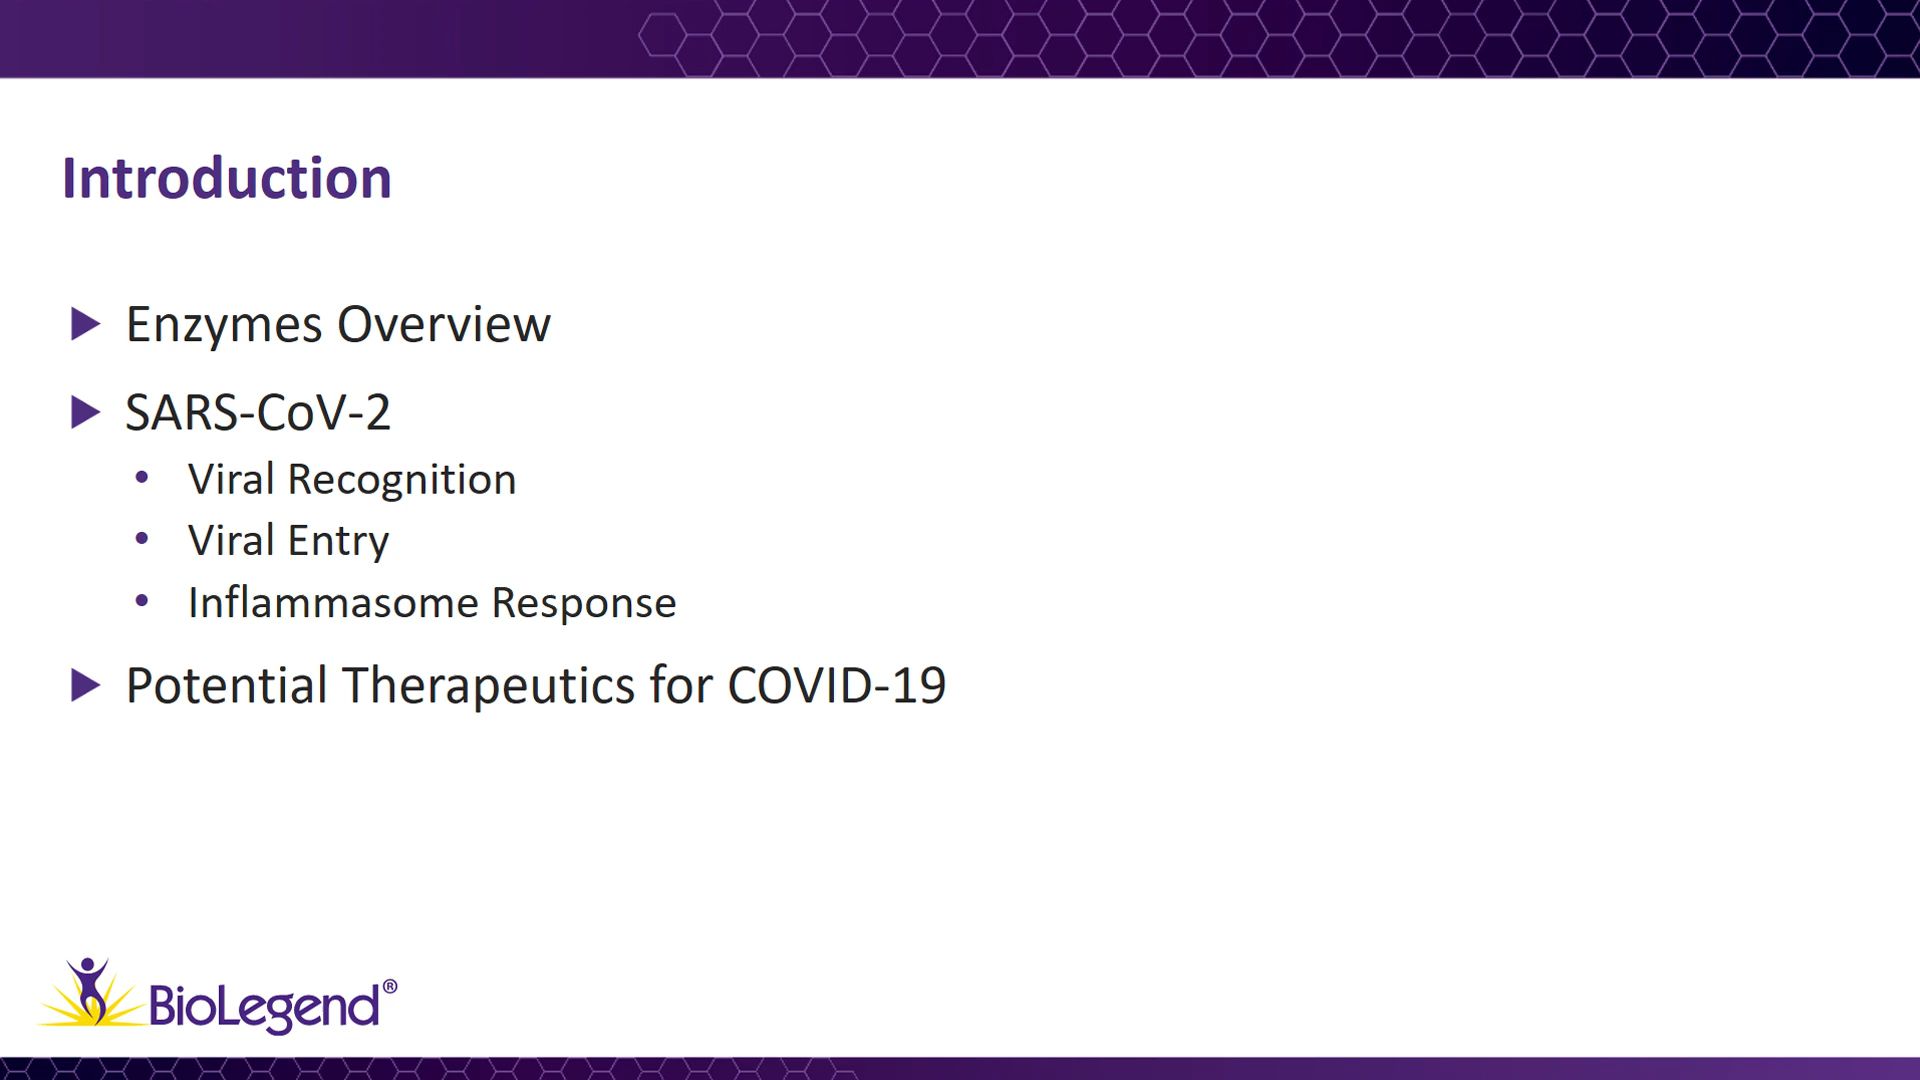 Introduction
Enzymes Overview
SARS-CoV-2
Viral Recognition
Viral Entry
Inflammasome Response
Potential Therapeutics for COVID-19
BioLegend®